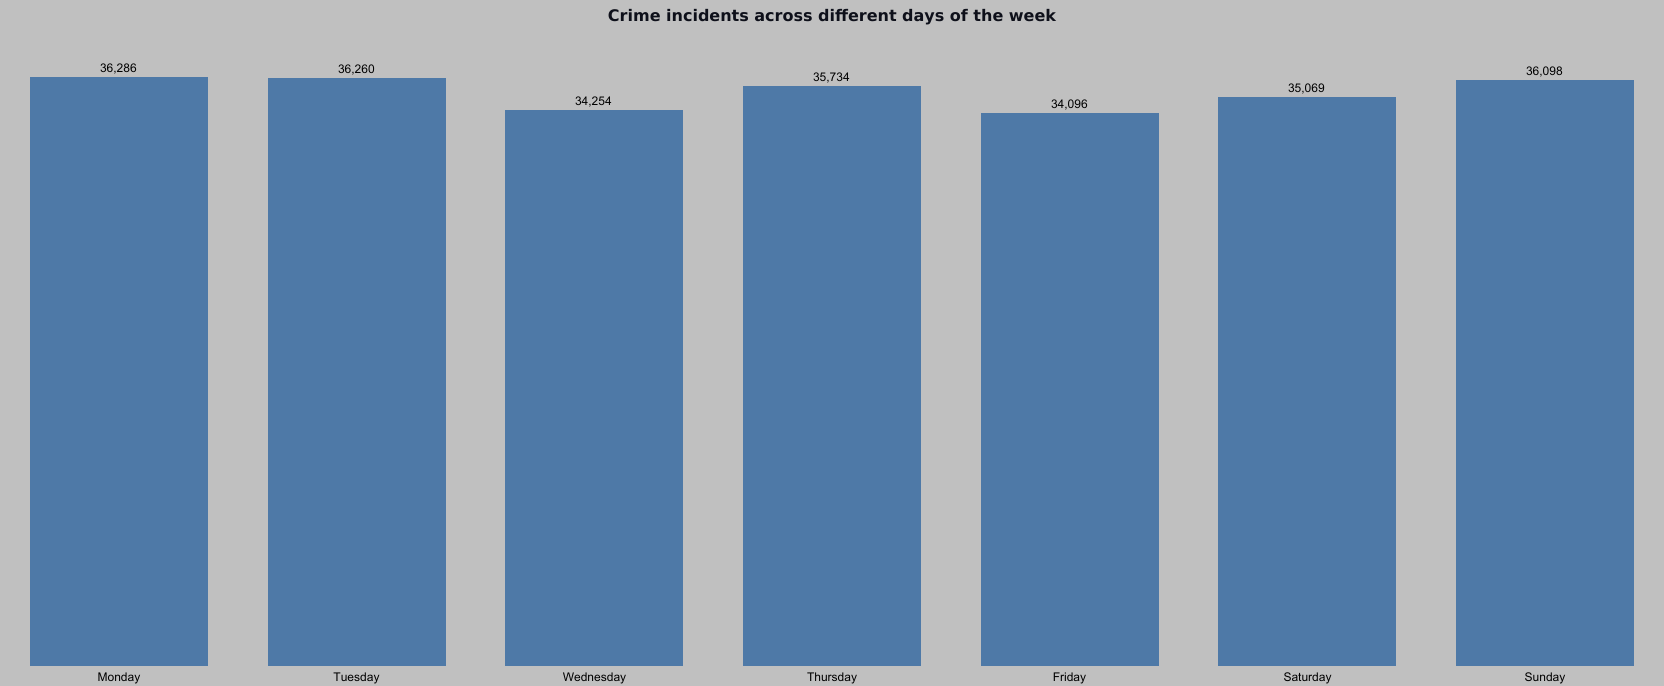 Crime incidents across different days of the week
36,286
36,260
34,254
35,734
34,096
35,069
36,098
Monday
Tuesday
Wednesday
Thursday
Friday
Saturday
Sunday